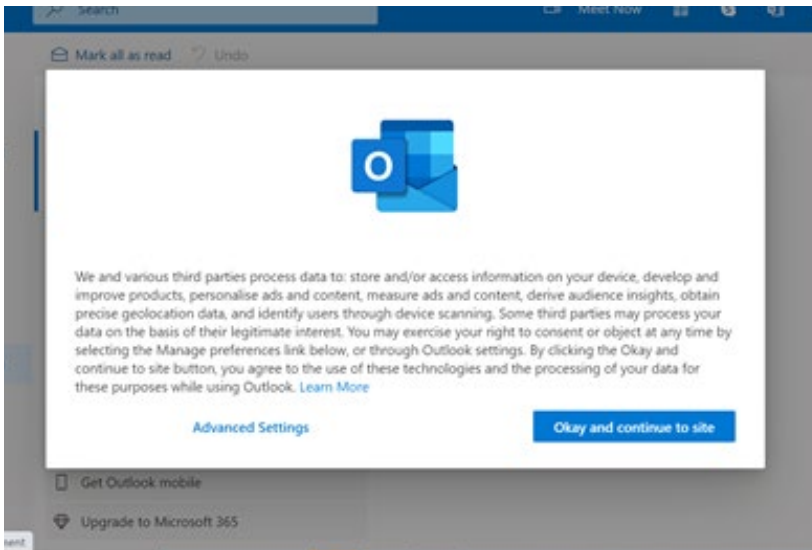 Search
Meet Now
Mark all as read Undo
O
We and various third parties process data to: store and/or access information on your device, develop and
improve products, personalise ads and content, measure ads and content, derive audience insights, obtain
precise geolocation data, and identify users through device scanning. Some third parties may process your
data on the basis of their legitimate interest. You may exercise your right to consent or object at any time by
selecting the Manage preferences link below, or through Outlook settings. By clicking the Okay and
continue to site button, you agree to the use of these technologies and the processing of your data for
these purposes while using Outlook. Learn More
Advanced Settings Okay and continue to site
Get Outlook mobile
Upgrade to Microsoft 365
ment